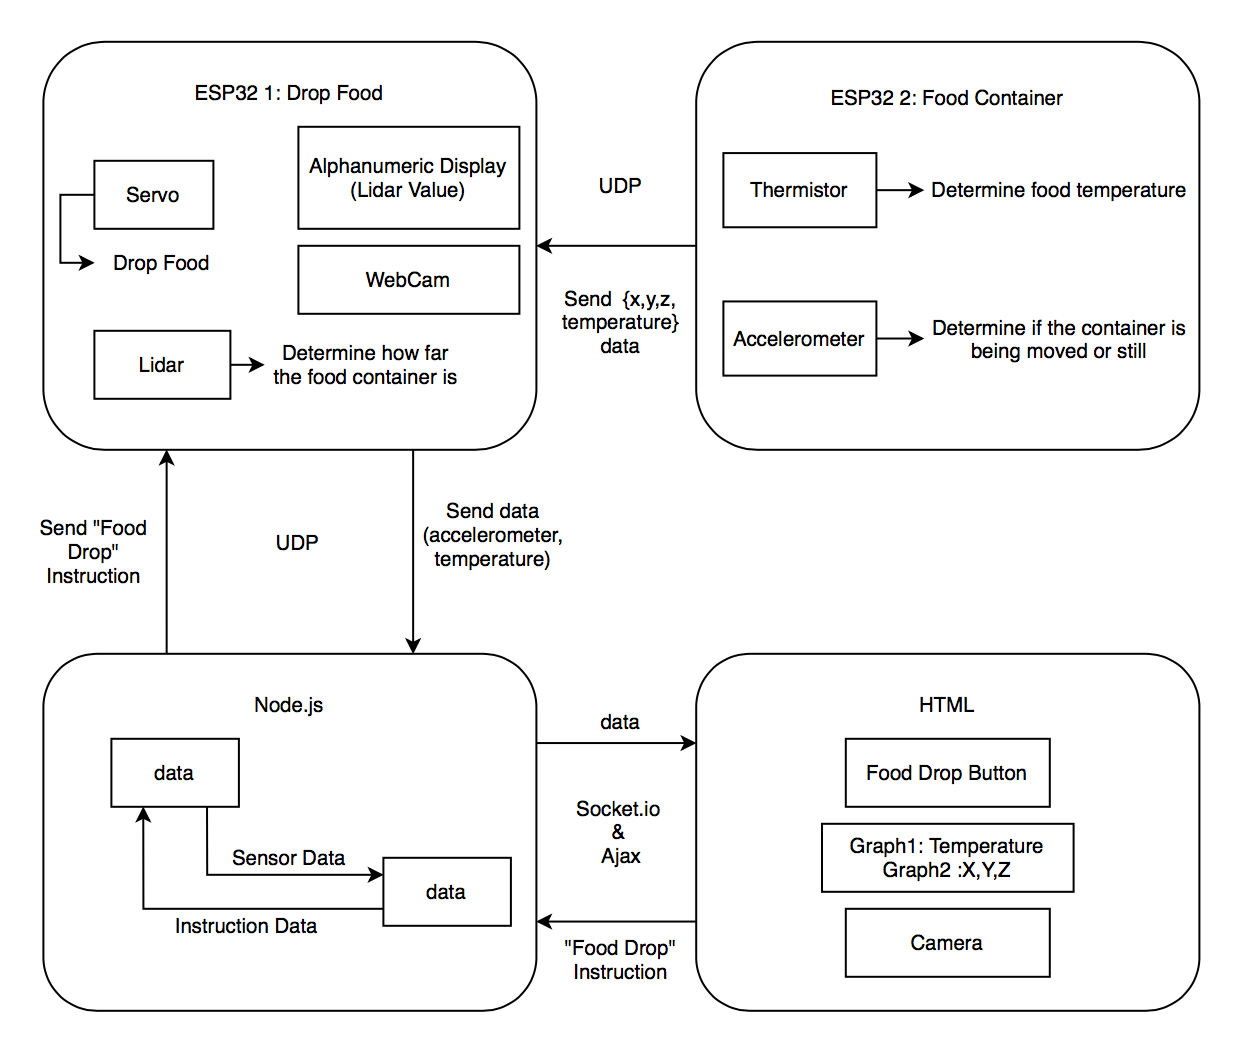 ESP32 1: Drop Food
Servo
Drop Food
Alphanumeric Display
(Lidar Value)
WebCam
Lidar
Determine how far
the food container is
UDP
Send  {x,y,z,
temperature}
data
ESP32 2: Food Container
Thermistor
Determine food temperature
Accelerometer
Determine if the container is
being moved or still
Send "Food
Drop"
Instruction
UDP
Send data
(accelerometer,
temperature)
Node.js
data
Sensor Data
data
Instruction Data
data
Socket.io
&
Ajax
"Food Drop"
Instruction
HTML
Food Drop Button
Graph1: Temperature
Graph2 :X,Y,Z
Camera